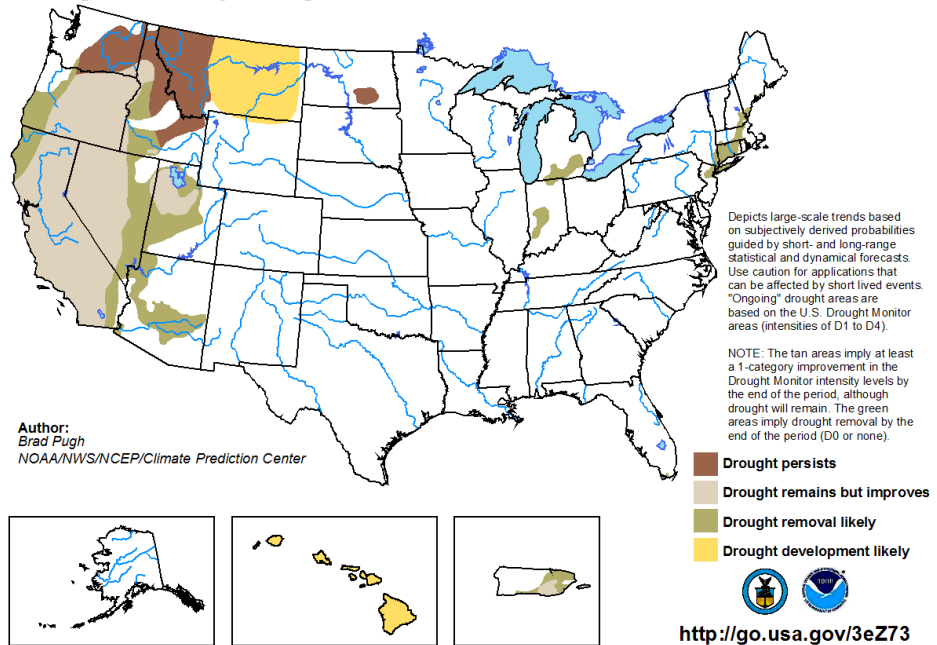 Depicts large-scale trends based
on subjectively derived probabilities
guided by short- and long-range
statistical and dynamical forecasts.
Use caution for applications that
can be affected by short lived events.
"Ongoing" drought areas are
based on the U.S. Drought Monitor
areas (intensities of D1 to D4).
NOTE: The tan areas imply at least
a 1-category improvement in the
Drought Monitor intensity levels by
the end of the period, although
drought will remain. The green
areas imply drought removal by the
end of the period (D0 or none).
Author:
Brad Pugh
NOAA/NWS/NCEP/Climate Prediction Center
Drought persists
Drought remains but improves
Drought removal likely
Drought development likely
http://go.usa.gov/3eZ73